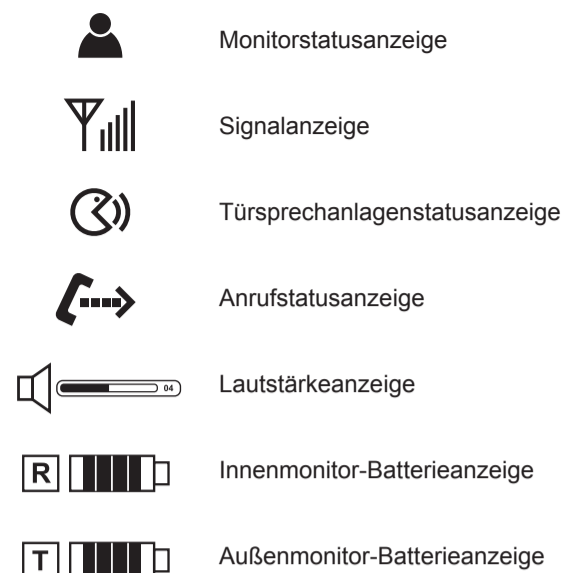 Monitorstatusanzeige
Signalanzeige
Türsprechanlagenstatusanzeige
Anrufstatusanzeige
04 Lautstärkeanzeige
R Innenmonitor-Batterieanzeige
T Außenmonitor-Batterieanzeige